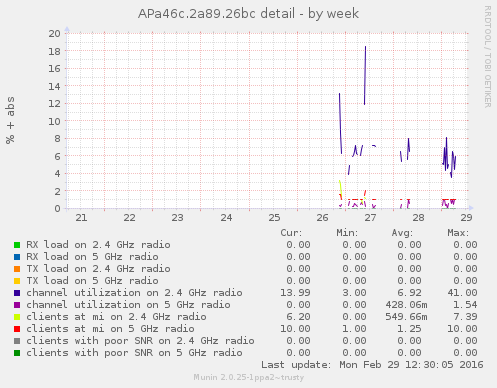 APa46c.2a89.26bc detail - by week
RRDTOOL / TOBI OETIKER
% + abs
20
18
16
14
12
10
8
6
4
2
0
21 22 23 24 25 26 27 28 29
Cur: Min: Avg: Max:
RX load on 2.4 GHz radio 0.00 0.00 0.00 0.00
RX load on 5 GHz radio 0.00 0.00 0.00 0.00
TX load on 2.4 GHz radio 0.00 0.00 0.00 0.00
TX load on 5 GHz radio 0.00 0.00 0.00 0.00
channel utilization on 2.4 GHz radio 13.99 3.00 6.92 41.00
channel utilization on 5 GHz radio 0.00 0.00 428.06m 1.54
clients at mi on 2.4 GHz radio 6.20 0.00 549.66m 7.39
clients at mi on 5 GHz radio 10.00 1.00 1.25 10.00
clients with poor SNR on 2.4 GHz radio 0.00 0.00 0.00 0.00
clients with poor SNR on 5 GHz radio 0.00 0.00 0.00 0.00
Last update: Mon Feb 29 12:30:05 2016
Munin 2.0.25-1ppa2~trusty